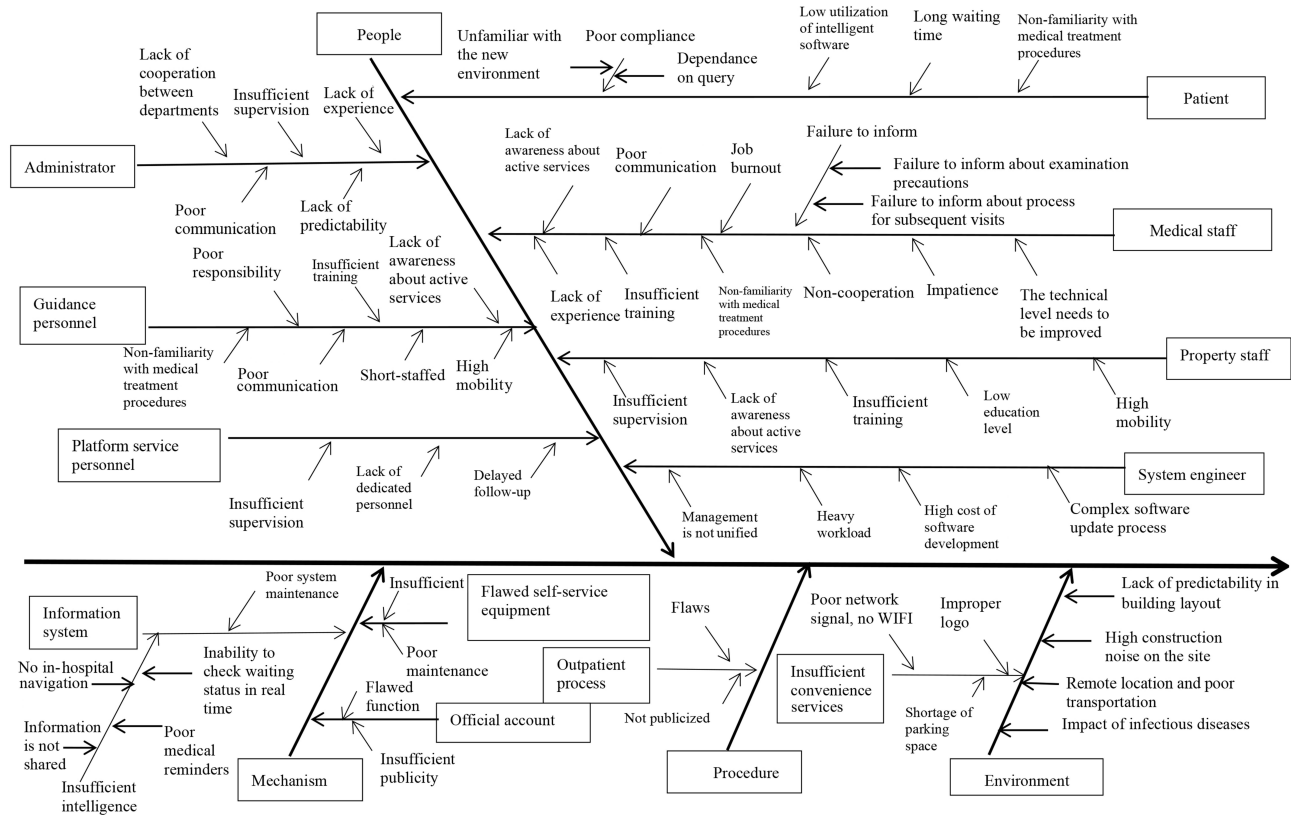 People
Lack of
cooperation
between
departments
Insufficient
supervision
Lack of
experience
Unfamiliar with
the new
environment
Poor compliance
Dependance
on query
Low utilization
of intelligent
software
Long waiting
time
Non-familiarity with
medical treatment
procedures
Patient
Administrator
Poor
communication
Lack of
predictability
Lack of
awareness about
active services
Poor
communication
Job
burnout
Failure to inform
Failure to inform about examination
precautions
Failure to inform about process
for subsequent visits
Medical staff
Lack of
experience
Insufficient
training
Non-familiarity
with medical
treatment
procedures
Non-cooperation
Impatience
The technical
level needs to
be improved
Poor
responsibility
Insufficient
training
Lack of
awareness
about active
services
Guidance
personnel
Non-familiarity
with medical
treatment
procedures
Poor
communication
Short-staffed
High
mobility
Property staff
Insufficient
supervision
Lack of
awareness
about active
services
Insufficient
training
Low
education
level
High
mobility
Platform service
personnel
Insufficient
supervision
Lack of
dedicated
personnel
Delayed
follow-up
System engineer
Management
is not unified
Heavy
workload
High cost of
software
development
Complex software
update process
Information
system
Poor system
maintenance
No in-hospital
navigation
Inability to
check waiting
status in real
time
Information
is not
shared
Poor
medical
reminders
Insufficient
intelligence
Insufficient
Flawed self-service
equipment
Poor
maintenance
Flawed
function
Official account
Insufficient
publicity
Mechanism
Flaws
Outpatient
process
Not publicized
Procedure
Poor network
signal, no WIFI
Improper
logo
Insufficient
convenience
services
Shortage of
parking
space
Lack of predictability in
building layout
High construction
noise on the site
Remote location and poor
transportation
Impact of infectious diseases
Environment